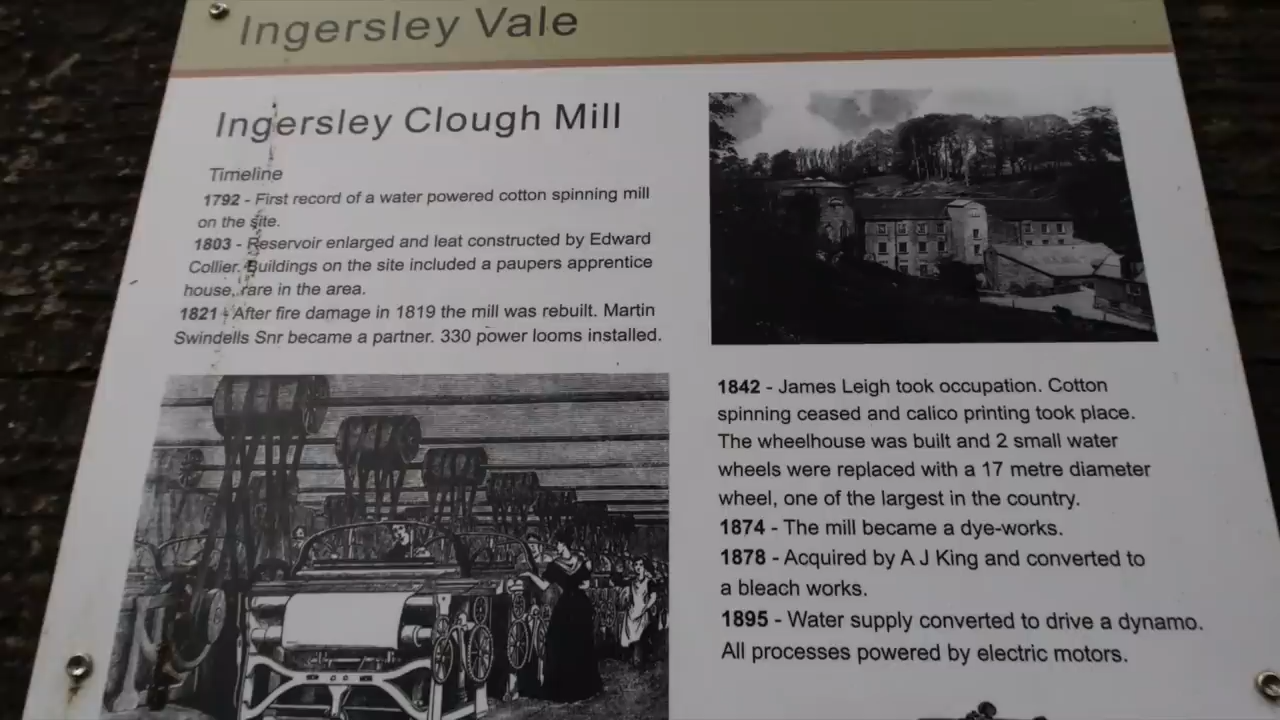 Ingersley Vale
Ingersley Clough Mill
Timeline
1792 - First record of a water powered cotton spinning mill
on the site.
1803 - Reservoir enlarged and leat constructed by Edward
Collier. Buildings on the site included a paupers apprentice
house, rare in the area.
1821 - After fire damage in 1819 the mill was rebuilt. Martin
Swindells Snr became a partner. 330 power looms installed.
1842 - James Leigh took occupation. Cotton
spinning ceased and calico printing took place.
The wheelhouse was built and 2 small water
wheels were replaced with a 17 metre diameter
wheel, one of the largest in the country.
1874 - The mill became a dye-works.
1878 - Acquired by A J King and converted to
a bleach works.
1895 - Water supply converted to drive a dynamo.
All processes powered by electric motors.